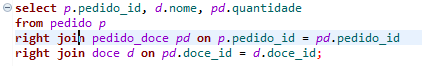 select p.pedido_id, d.nome, pd.quantidade
from pedido p
right join pedido_doce pd on p.pedido_id = pd.pedido_id
right join doce d on pd.doce_id = d.doce_id;